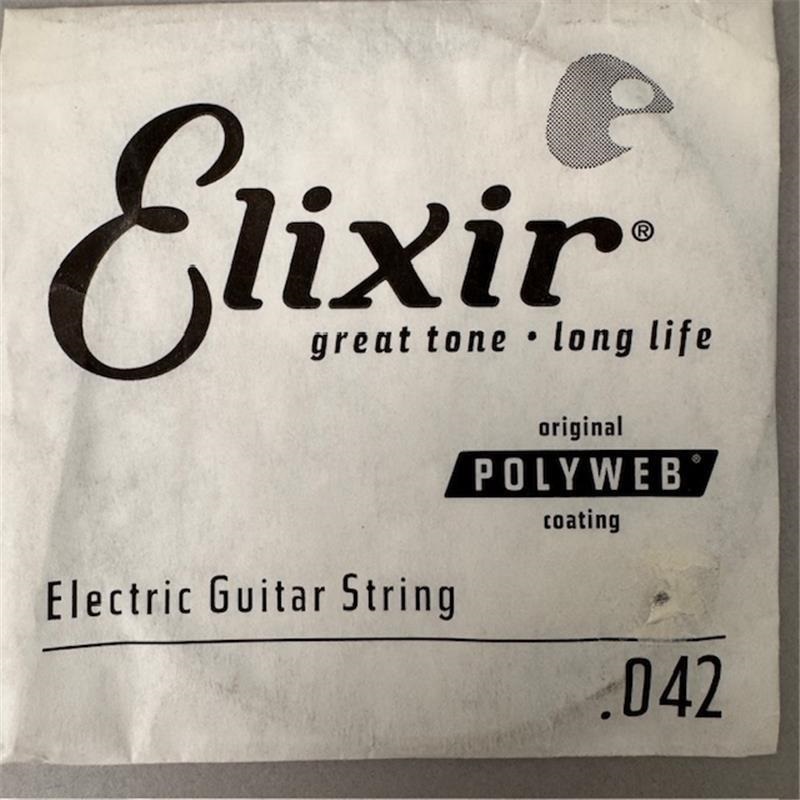 Elixir®
great tone • long life
original
POLYWEB®
coating
Electric Guitar String
.042